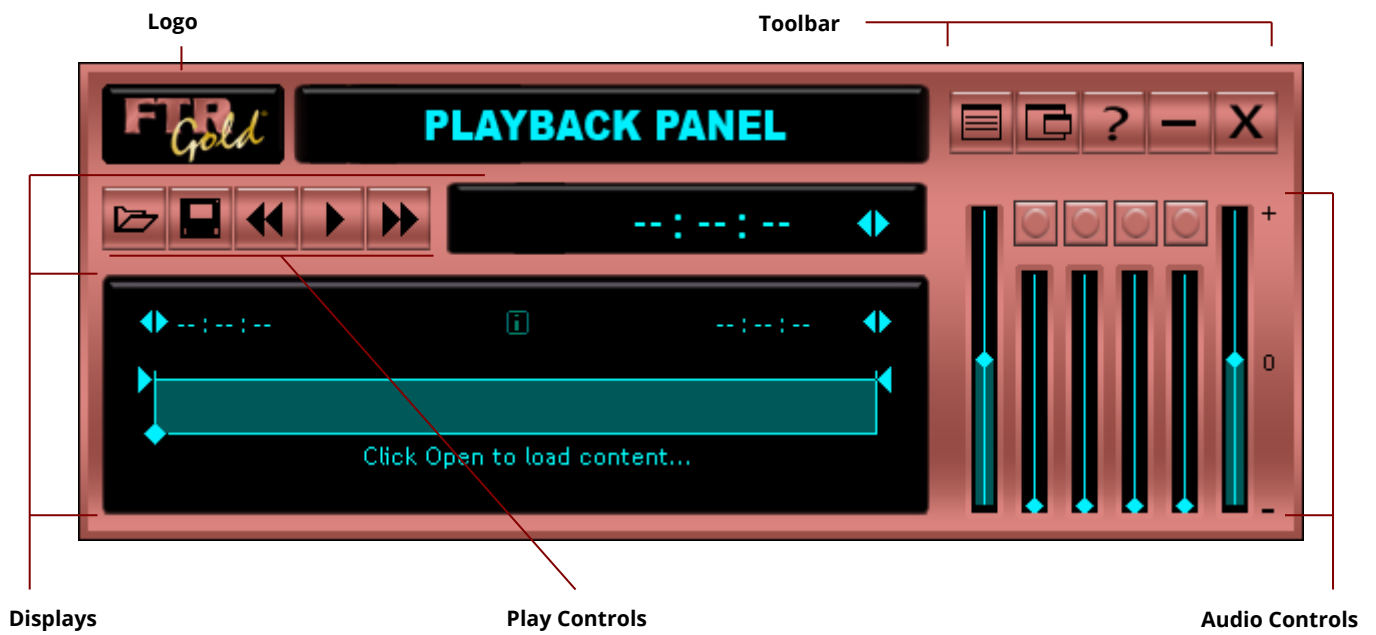 Logo
Toolbar
FTR
Gold
PLAYBACK PANEL
?
X
--:--:--
+
--:--:--
i
--:--:--
0
Click Open to load content...
-
Displays
Play Controls
Audio Controls